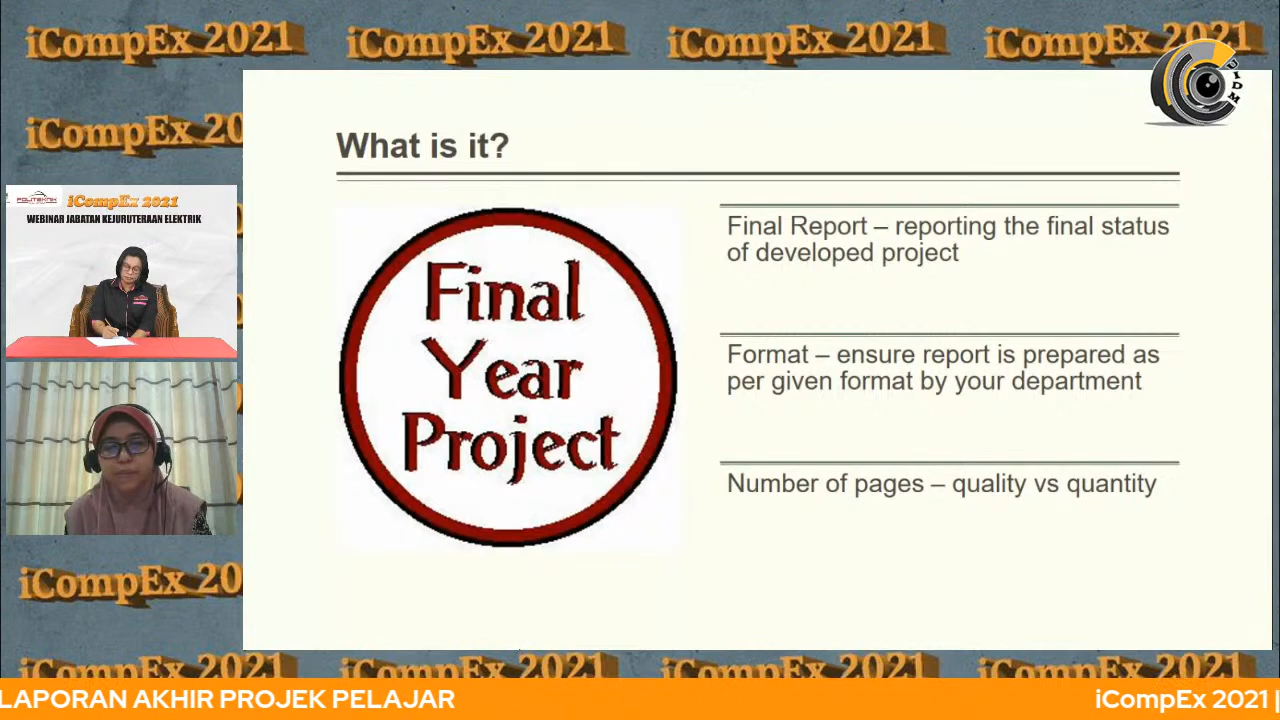 iCompEx 2021 iCompEx 2021 iCompEx 2021 iCompEx 2021
UIDM
iCompEx 20
What is it?
POLITEKNIK
iCompEx 2021
WEBINAR JABATAN KEJURUTERAAN ELEKTRIK
Final
Year
Project
Final Report – reporting the final status
of developed project
Format – ensure report is prepared as
per given format by your department
Number of pages – quality vs quantity
iCompEx 20
iCompEx 2021 iCompEx 2021 iCompEx 2021 iCompEx 2021
LAPORAN AKHIR PROJEK PELAJAR
iCompEx 2021 |